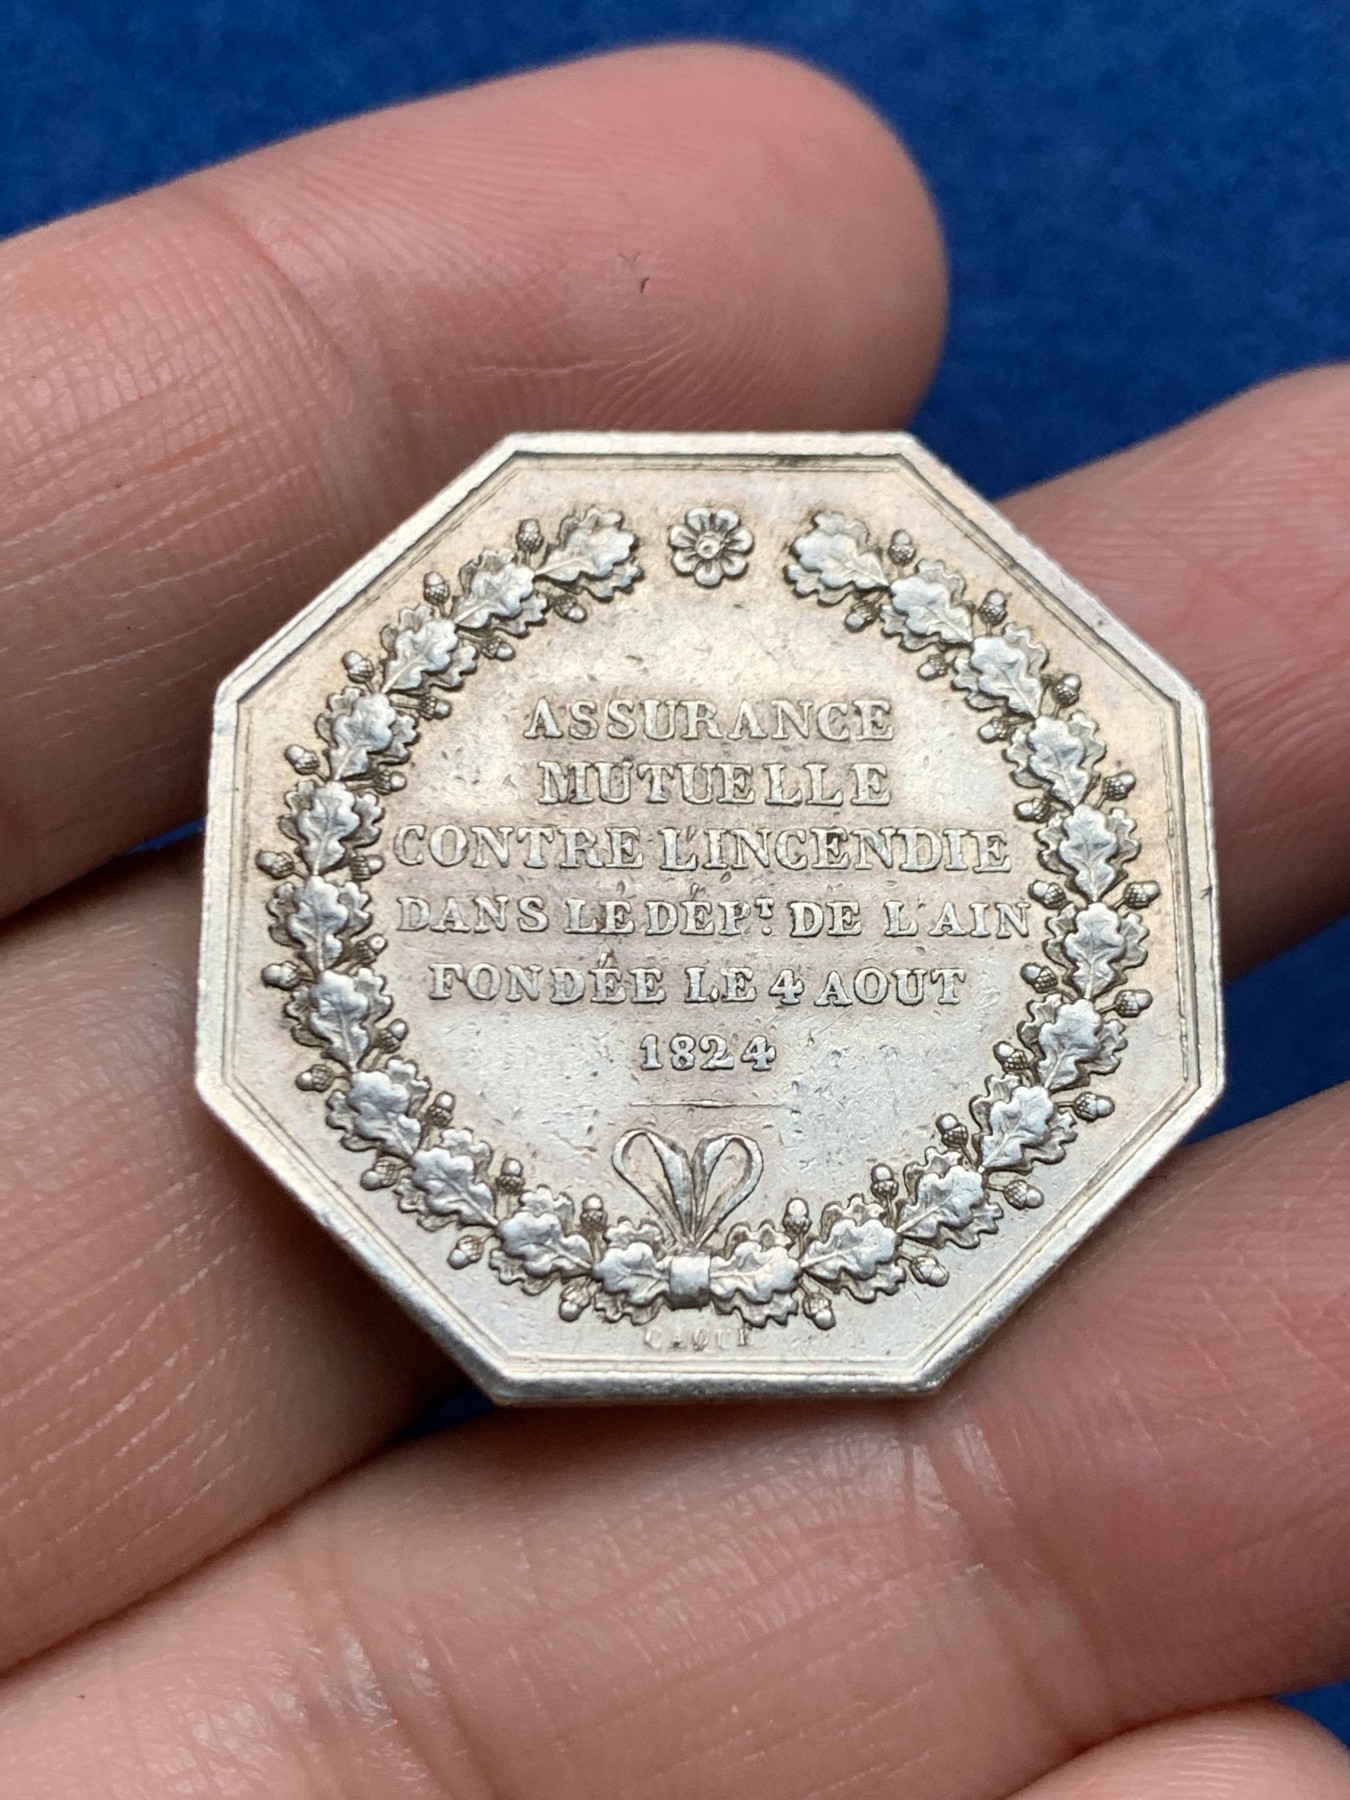 ASSURANCE
MUTUELLE
CONTRE L'INCENDIE
DANS LE DÉPT. DE L'AIN
FONDÉE LE 4 AOUT
1824